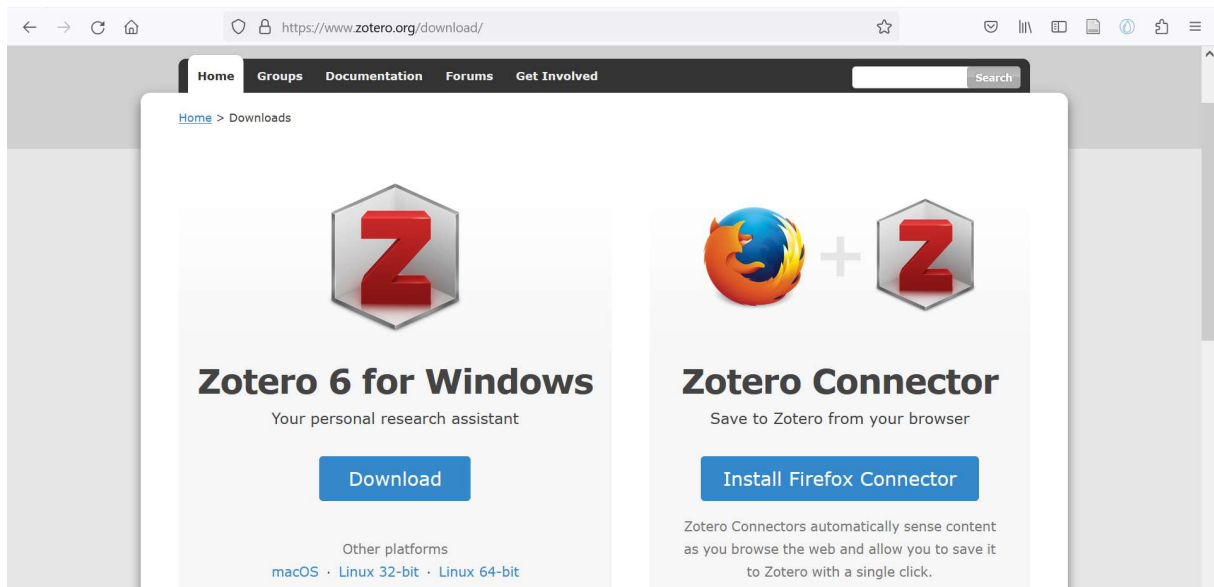 https://www.zotero.org/download/
Home Groups Documentation Forums Get Involved Search
Home > Downloads
Z
+ Z
Zotero 6 for Windows
Your personal research assistant
Download
Other platforms
macOS · Linux 32-bit · Linux 64-bit
Zotero Connector
Save to Zotero from your browser
Install Firefox Connector
Zotero Connectors automatically sense content
as you browse the web and allow you to save it
to Zotero with a single click.